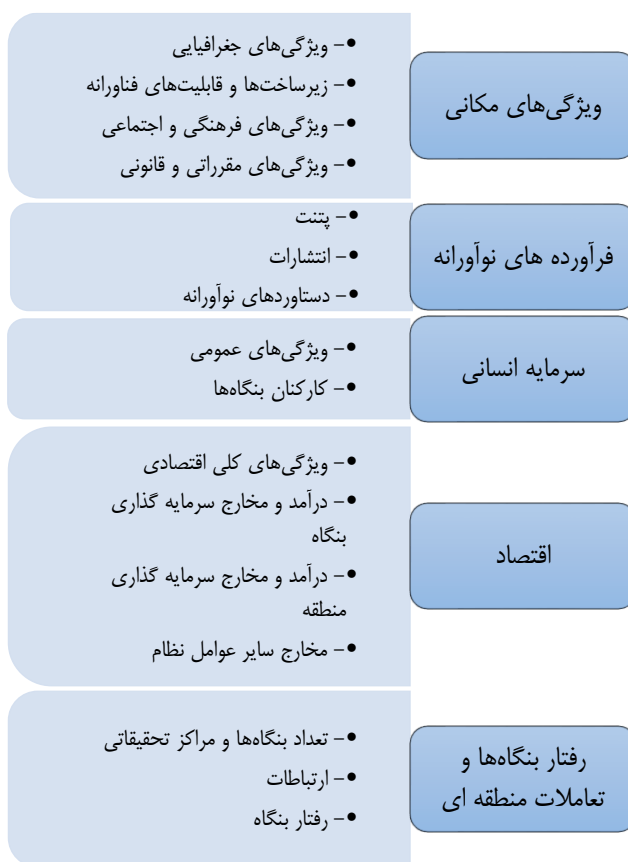 ویژگی‌های مکانی
•- ویژگی‌های جغرافیایی
•- زیرساخت‌ها و قابلیت‌های فناورانه
•- ویژگی‌های فرهنگی و اجتماعی
•- ویژگی‌های مقرراتی و قانونی
فرآورده های نوآورانه
•- پتنت
•- انتشارات
•- دستاوردهای نوآورانه
سرمایه انسانی
•- ویژگی‌های عمومی
•- کارکنان بنگاه‌ها
اقتصاد
•- ویژگی‌های کلی اقتصادی
•- درآمد و مخارج سرمایه گذاری
بنگاه
•- درآمد و مخارج سرمایه گذاری
منطقه
•- مخارج سایر عوامل نظام
رفتار بنگاه‌ها و
تعاملات منطقه ای
•- تعداد بنگاه‌ها و مراکز تحقیقاتی
•- ارتباطات
•- رفتار بنگاه